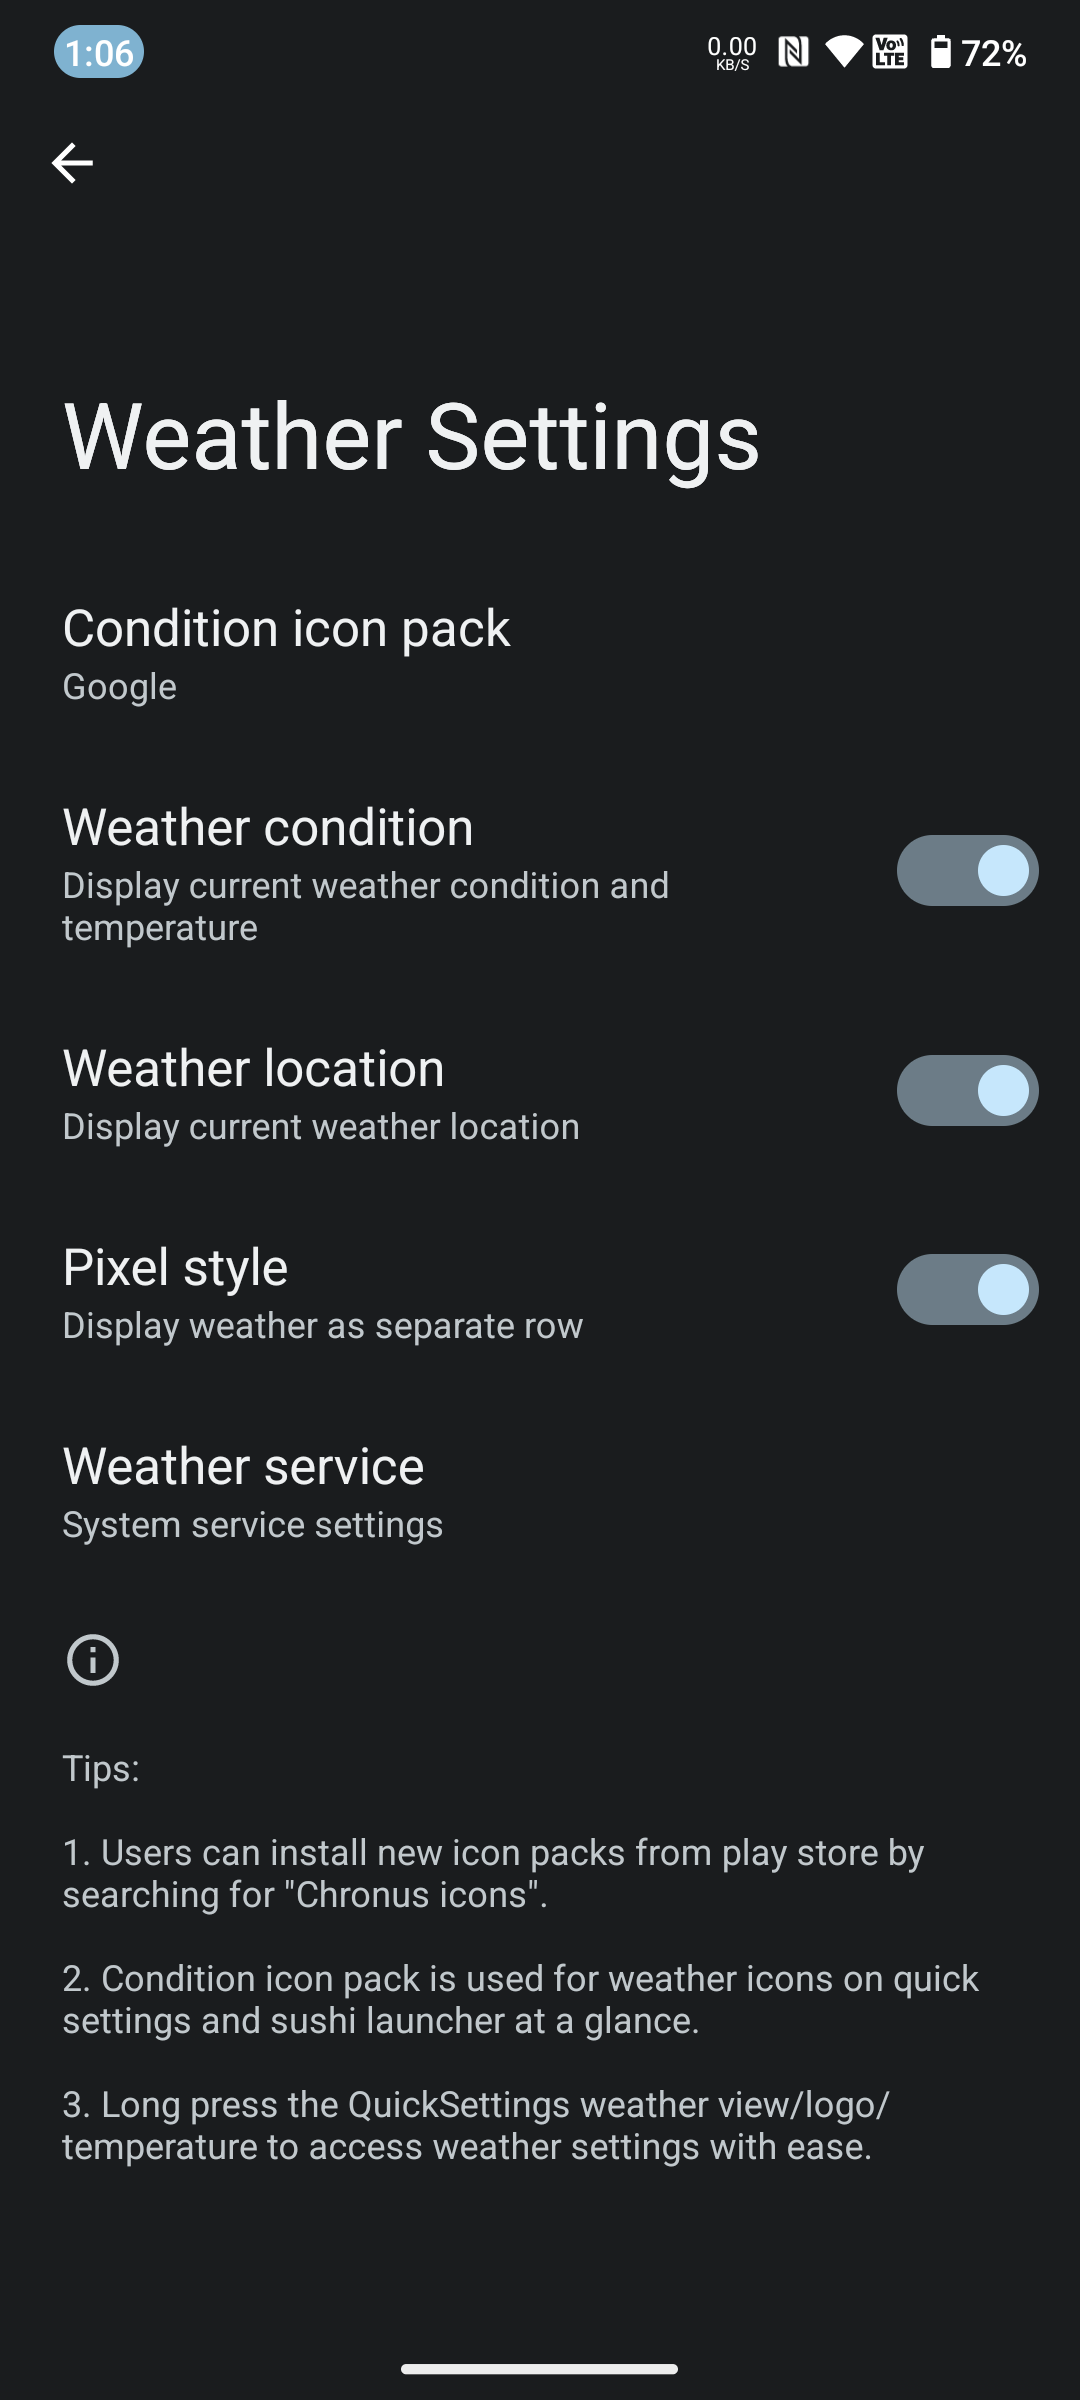 1:06
0.00
KB/S
Vo))
LTE
72%
Weather Settings
Condition icon pack
Google
Weather condition
Display current weather condition and
temperature
Weather location
Display current weather location
Pixel style
Display weather as separate row
Weather service
System service settings
Tips:
1. Users can install new icon packs from play store by
searching for "Chronus icons".
2. Condition icon pack is used for weather icons on quick
settings and sushi launcher at a glance.
3. Long press the QuickSettings weather view/logo/
temperature to access weather settings with ease.